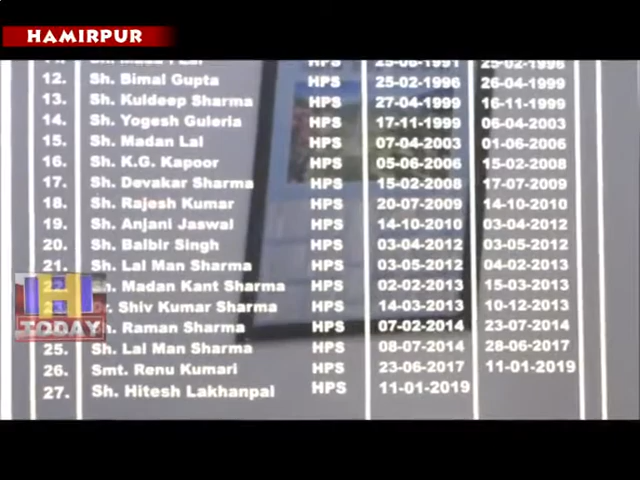 HAMIRPUR
HPS 25-06-1991 25-02-1996
12. Sh. Bimal Gupta HPS 25-02-1996 26-04-1999
13. Sh. Kuldeep Sharma HPS 27-04-1999 16-11-1999
14. Sh. Yogesh Guleria HPS 17-11-1999 06-04-2003
15. Sh. Madan Lal HPS 07-04-2003 01-06-2006
16. Sh. K.G. Kapoor HPS 05-06-2006 15-02-2008
17. Sh. Devakar Sharma HPS 15-02-2008 17-07-2009
18. Sh. Rajesh Kumar HPS 20-07-2009 14-10-2010
19. Sh. Anjani Jaswal HPS 14-10-2010 03-04-2012
20. Sh. Balbir Singh HPS 03-04-2012 03-05-2012
21. Sh. Lal Man Sharma HPS 03-05-2012 04-02-2013
22. Sh. Madan Kant Sharma HPS 02-02-2013 15-03-2013
Shiv Kumar Sharma HPS 14-03-2013 10-12-2013
Raman Sharma HPS 07-02-2014 23-07-2014
25. Sh. Lal Man Sharma HPS 08-07-2014 28-06-2017
26. Smt. Renu Kumari HPS 23-06-2017 11-01-2019
27. Sh. Hitesh Lakhanpal HPS 11-01-2019
HI
TODAY